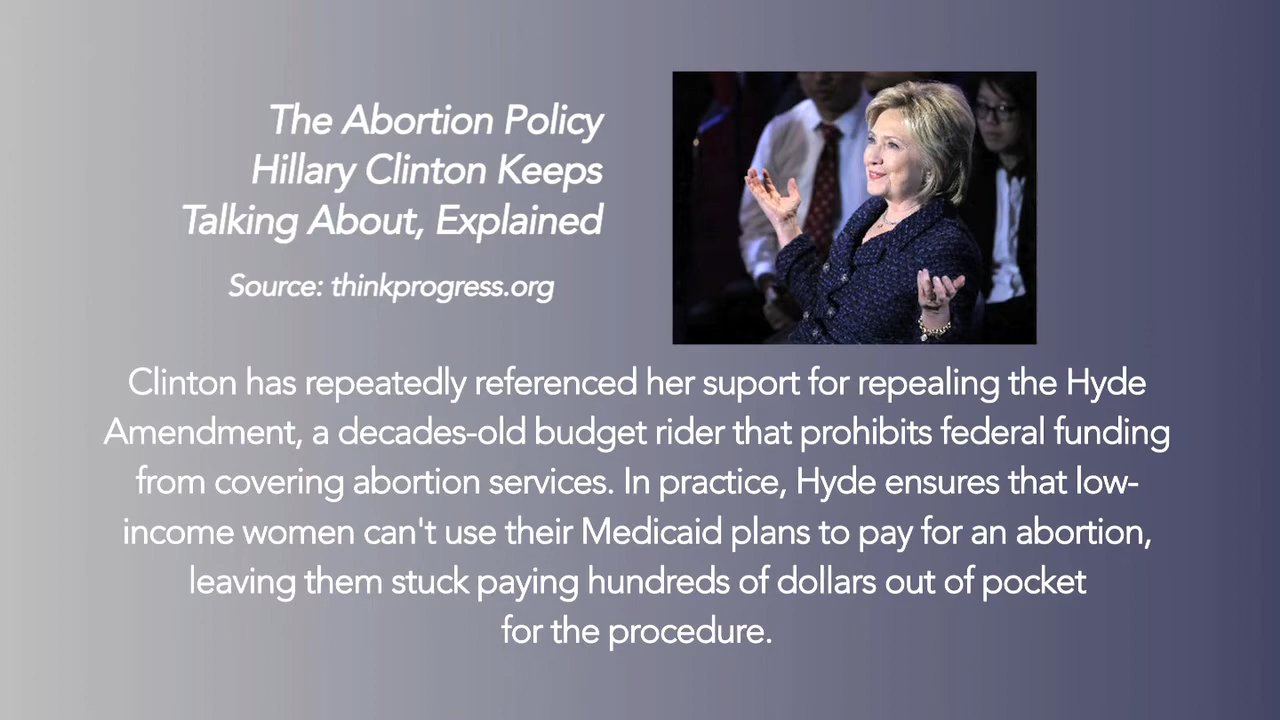 The Abortion Policy
Hillary Clinton Keeps
Talking About, Explained
Source: thinkprogress.org
Clinton has repeatedly referenced her suport for repealing the Hyde
Amendment, a decades-old budget rider that prohibits federal funding
from covering abortion services. In practice, Hyde ensures that low-
income women can't use their Medicaid plans to pay for an abortion,
leaving them stuck paying hundreds of dollars out of pocket
for the procedure.